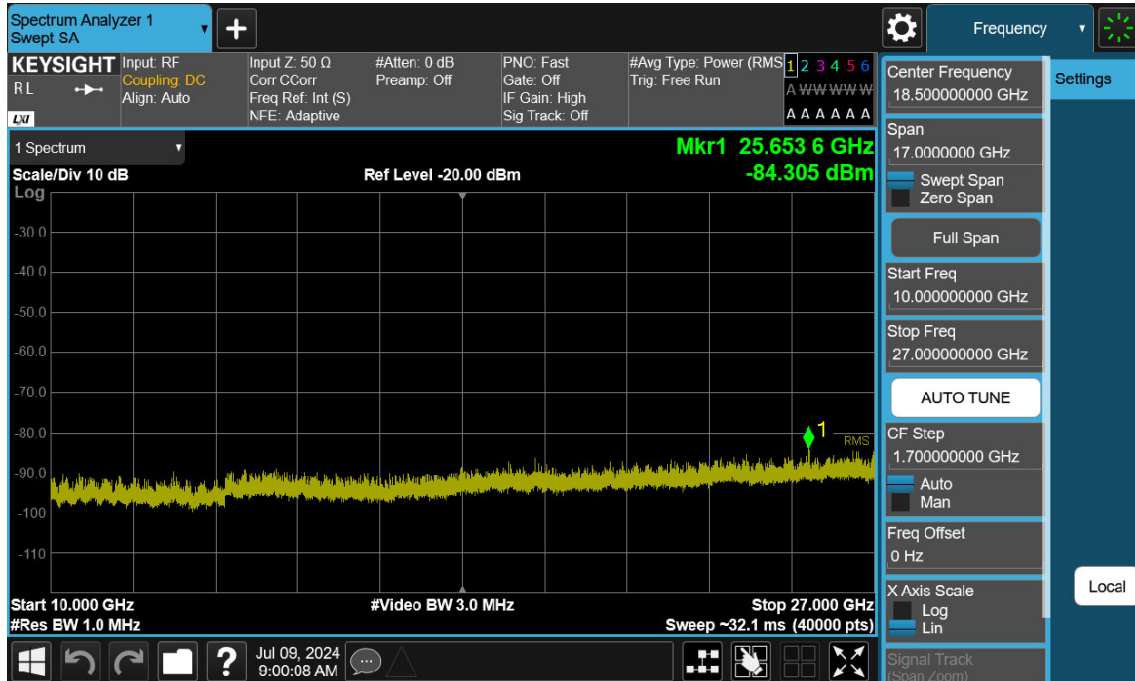 Spectrum Analyzer 1
Swept SA
Frequency
KEYSIGHT
R L
LXI
Input: RF
Coupling: DC
Align: Auto
Input Z: 50 Ω
Corr CCorr
Freq Ref: Int (S)
NFE: Adaptive
#Atten: 0 dB
Preamp: Off
PNO: Fast
Gate: Off
IF Gain: High
Sig Track: Off
#Avg Type: Power (RMS
Trig: Free Run
1 2 3 4 5 6
A W W W W W
A A A A A A
1 Spectrum
Mkr1 25.653 6 GHz
Scale/Div 10 dB
Ref Level -20.00 dBm
-84.305 dBm
Log
-30.0
-40.0
-50.0
-60.0
-70.0
-80.0
-90.0
-100
-110
1
RMS
Start 10.000 GHz
#Video BW 3.0 MHz
Stop 27.000 GHz
#Res BW 1.0 MHz
Sweep ~32.1 ms (40000 pts)
?
Jul 09, 2024
9:00:08 AM
Center Frequency
18.500000000 GHz
Span
17.0000000 GHz
Swept Span
Zero Span
Full Span
Start Freq
10.000000000 GHz
Stop Freq
27.000000000 GHz
AUTO TUNE
CF Step
1.700000000 GHz
Auto
Man
Freq Offset
0 Hz
X Axis Scale
Log
Lin
Signal Track
(Span Zoom)
Settings
Local